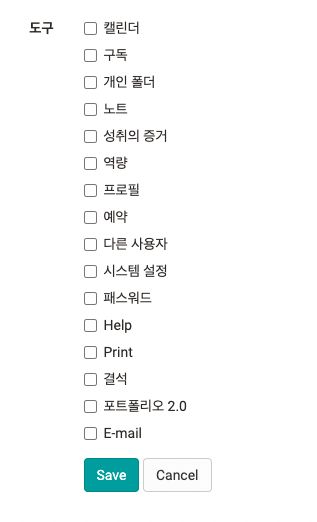 도구
캘린더
구독
개인 폴더
노트
성취의 증거
역량
프로필
예약
다른 사용자
시스템 설정
패스워드
Help
Print
결석
포트폴리오 2.0
E-mail
Save Cancel